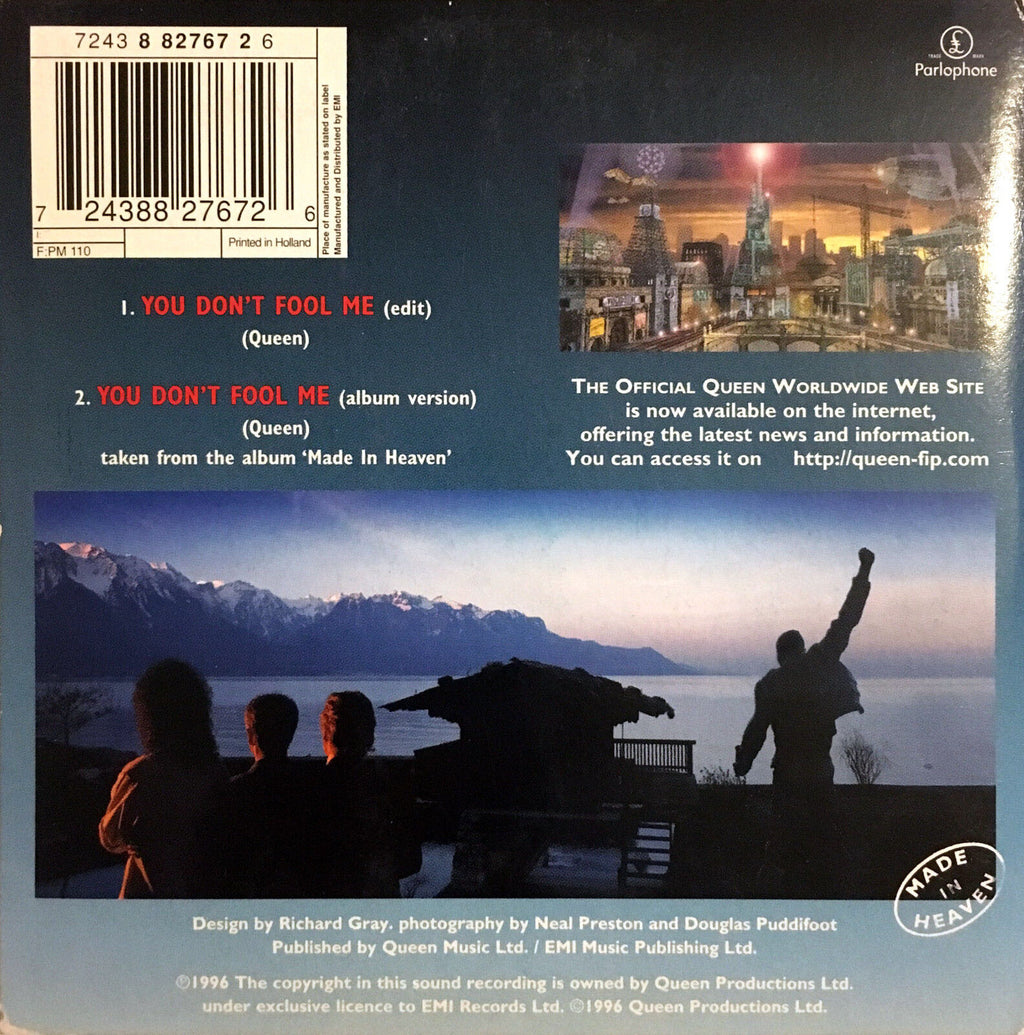 7243 8 82767 2 6
7 24388 27672 6
F:PM 110
Printed in Holland
Place of manufacture as stated on label
Manufactured and Distributed by EMI
£
TRADE MARK
Parlophone
1. YOU DON'T FOOL ME (edit)
(Queen)
2. YOU DON'T FOOL ME (album version)
(Queen)
taken from the album 'Made In Heaven'
THE OFFICIAL QUEEN WORLDWIDE WEB SITE
is now available on the internet,
offering the latest news and information.
You can access it on http://queen-fip.com
MADE
IN
HEAVEN
Design by Richard Gray. photography by Neal Preston and Douglas Puddifoot
Published by Queen Music Ltd. / EMI Music Publishing Ltd.
℗1996 The copyright in this sound recording is owned by Queen Productions Ltd.
under exclusive licence to EMI Records Ltd. ©1996 Queen Productions Ltd.